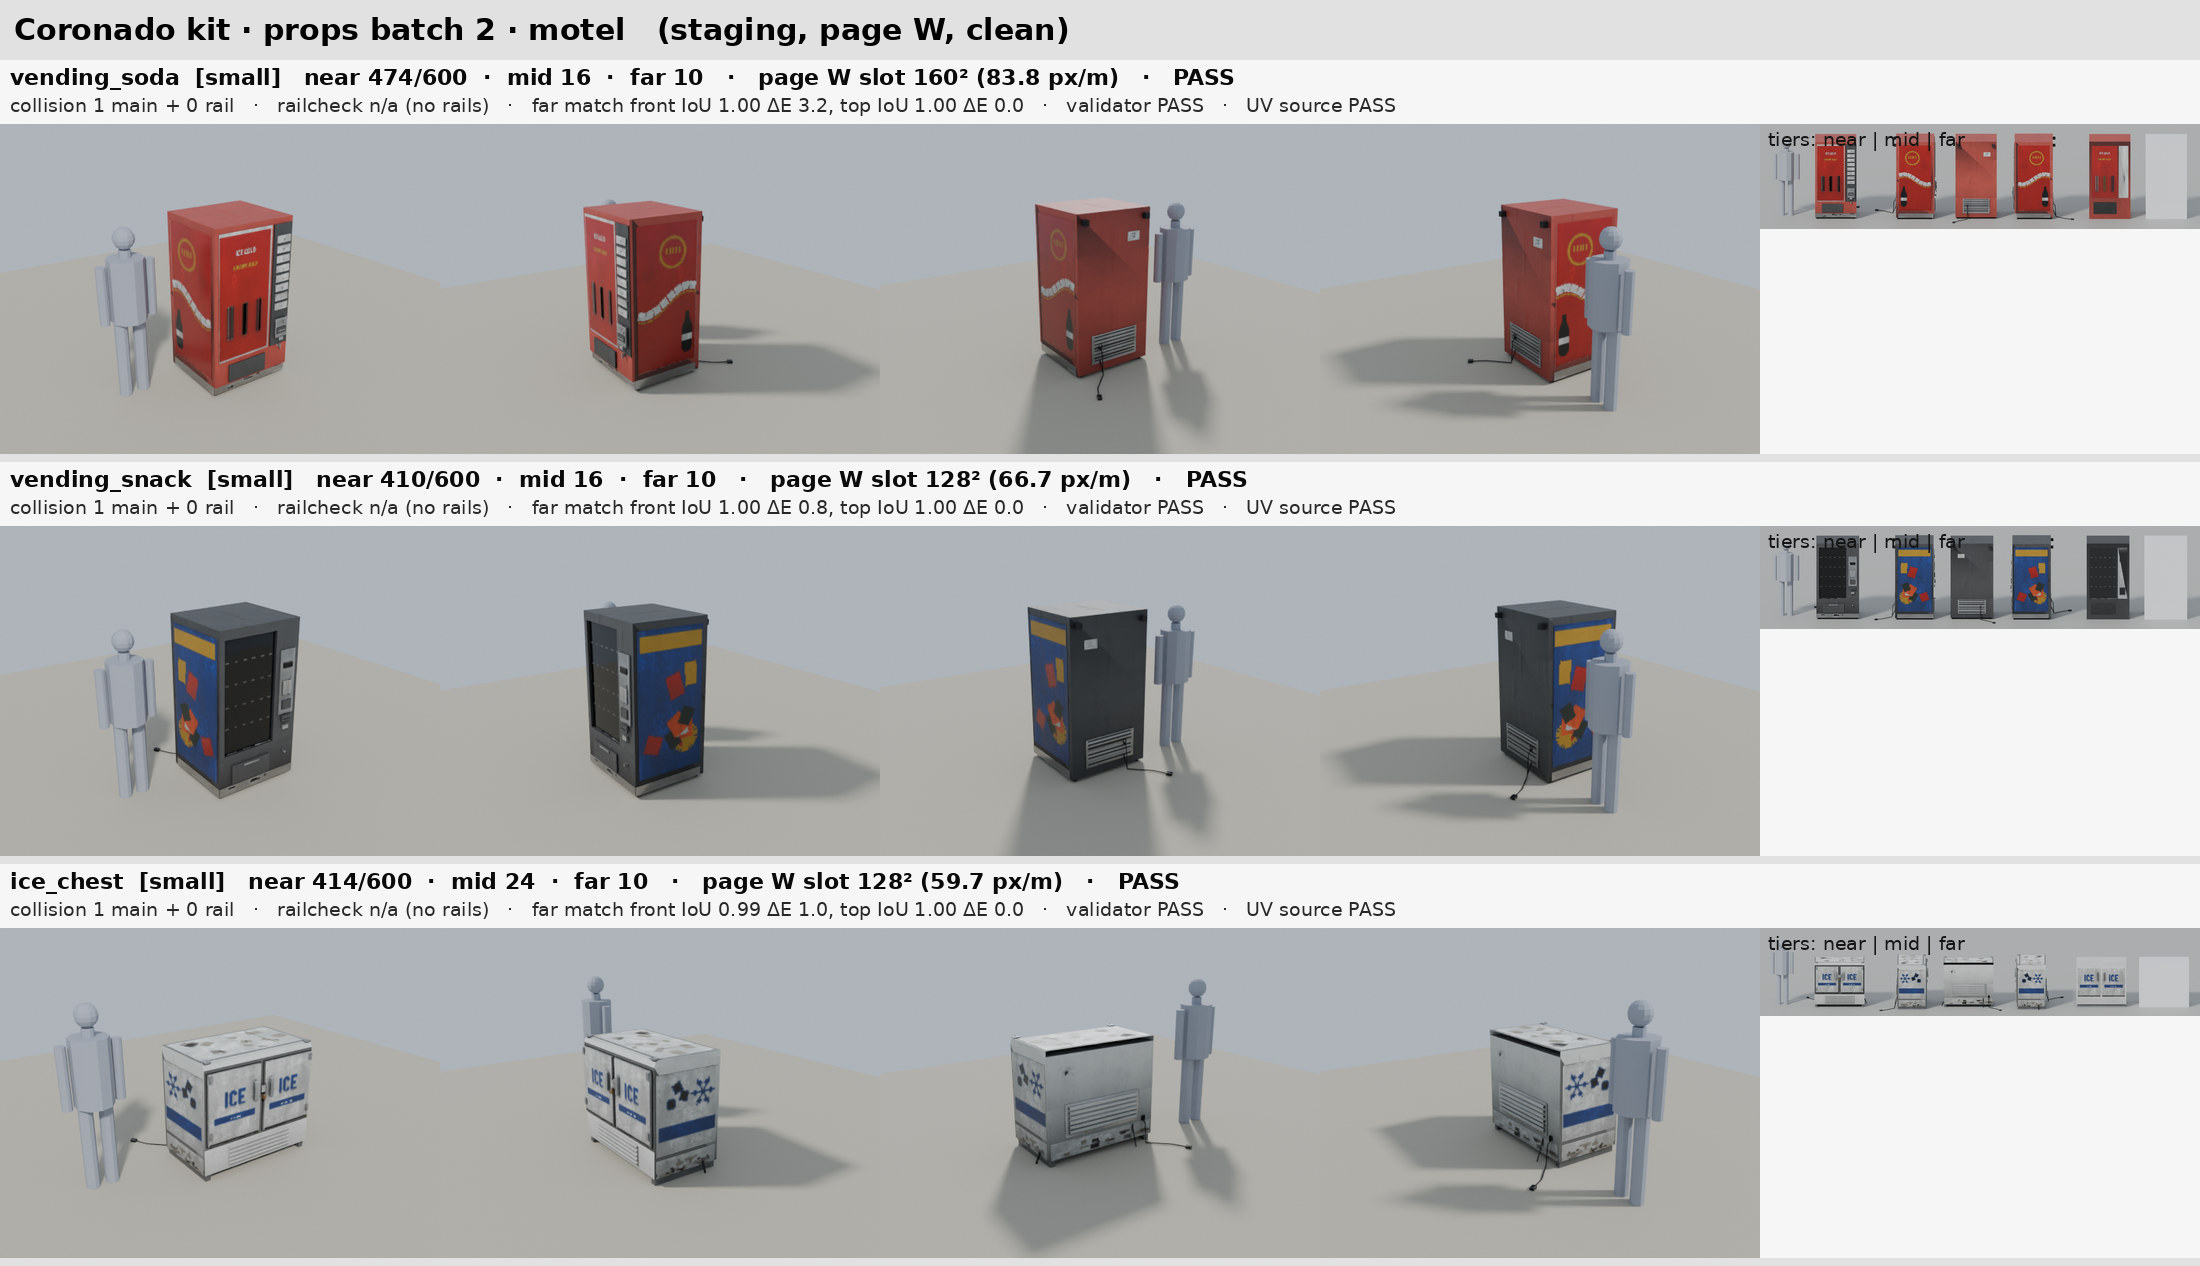 Coronado kit · props batch 2 · motel (staging, page W, clean)
vending_soda [small] near 474/600 · mid 16 · far 10 · page W slot 160² (83.8 px/m) · PASS
collision 1 main + 0 rail · railcheck n/a (no rails) · far match front IoU 1.00 ΔE 3.2, top IoU 1.00 ΔE 0.0 · validator PASS · UV source PASS
tiers: near | mid | far
ICE COLD
vending_snack [small] near 410/600 · mid 16 · far 10 · page W slot 128² (66.7 px/m) · PASS
collision 1 main + 0 rail · railcheck n/a (no rails) · far match front IoU 1.00 ΔE 0.8, top IoU 1.00 ΔE 0.0 · validator PASS · UV source PASS
tiers: near | mid | far
ice_chest [small] near 414/600 · mid 24 · far 10 · page W slot 128² (59.7 px/m) · PASS
collision 1 main + 0 rail · railcheck n/a (no rails) · far match front IoU 0.99 ΔE 1.0, top IoU 1.00 ΔE 0.0 · validator PASS · UV source PASS
tiers: near | mid | far
ICE ICE
ICE ICE
ICE ICE
ICE ICE